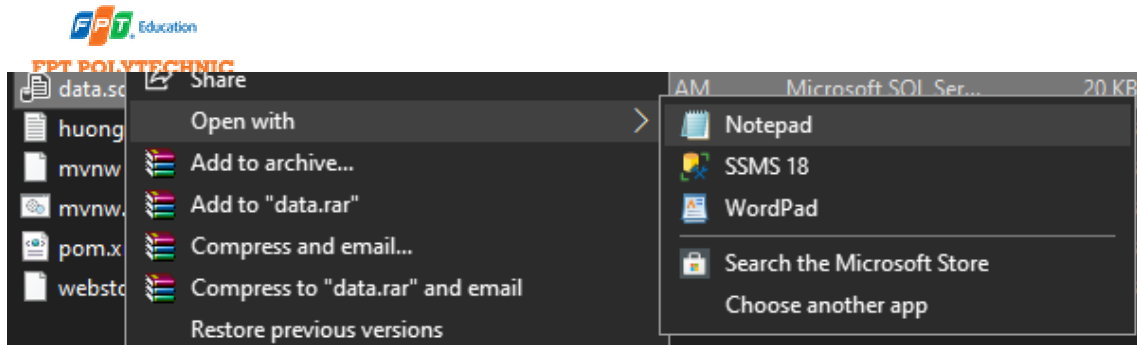 FPT Education
FPT POLYTECHNIC
data.sc Share AM Microsoft SQL Ser... 20 KB
huong Open with Notepad
mvnw Add to archive... SSMS 18
mvnw. Add to "data.rar" WordPad
pom.x Compress and email... Search the Microsoft Store
websto Compress to "data.rar" and email Choose another app
Restore previous versions